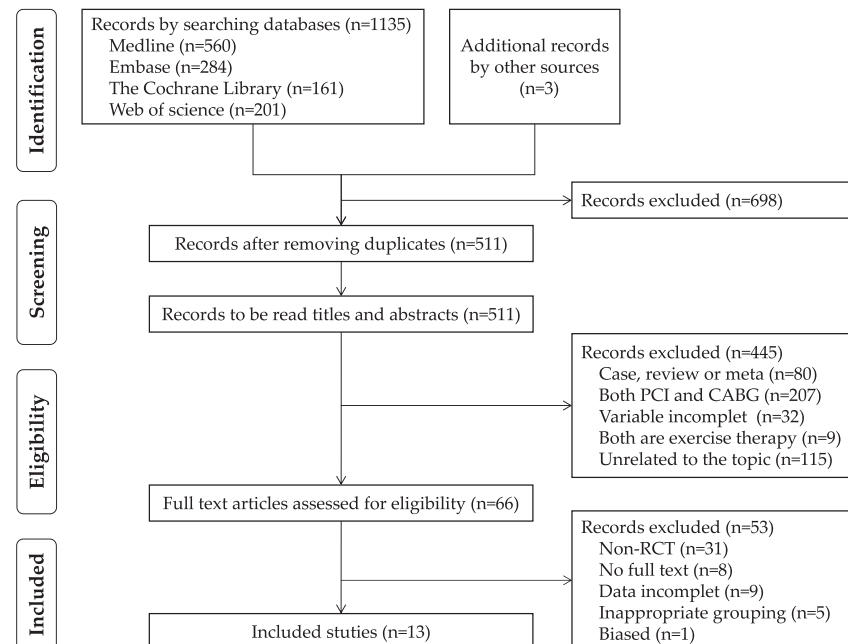 Identification
Records by searching databases (n=1135)
Medline (n=560)
Embase (n=284)
The Cochrane Library (n=161)
Web of science (n=201)
Additional records
by other sources
(n=3)
Records excluded (n=698)
Screening
Records after removing duplicates (n=511)
Records to be read titles and abstracts (n=511)
Records excluded (n=445)
Case, review or meta (n=80)
Both PCI and CABG (n=207)
Variable incomplet (n=32)
Both are exercise therapy (n=9)
Unrelated to the topic (n=115)
Eligibility
Full text articles assessed for eligibility (n=66)
Records excluded (n=53)
Non-RCT (n=31)
No full text (n=8)
Data incomplet (n=9)
Inappropriate grouping (n=5)
Biased (n=1)
Included
Included stuties (n=13)